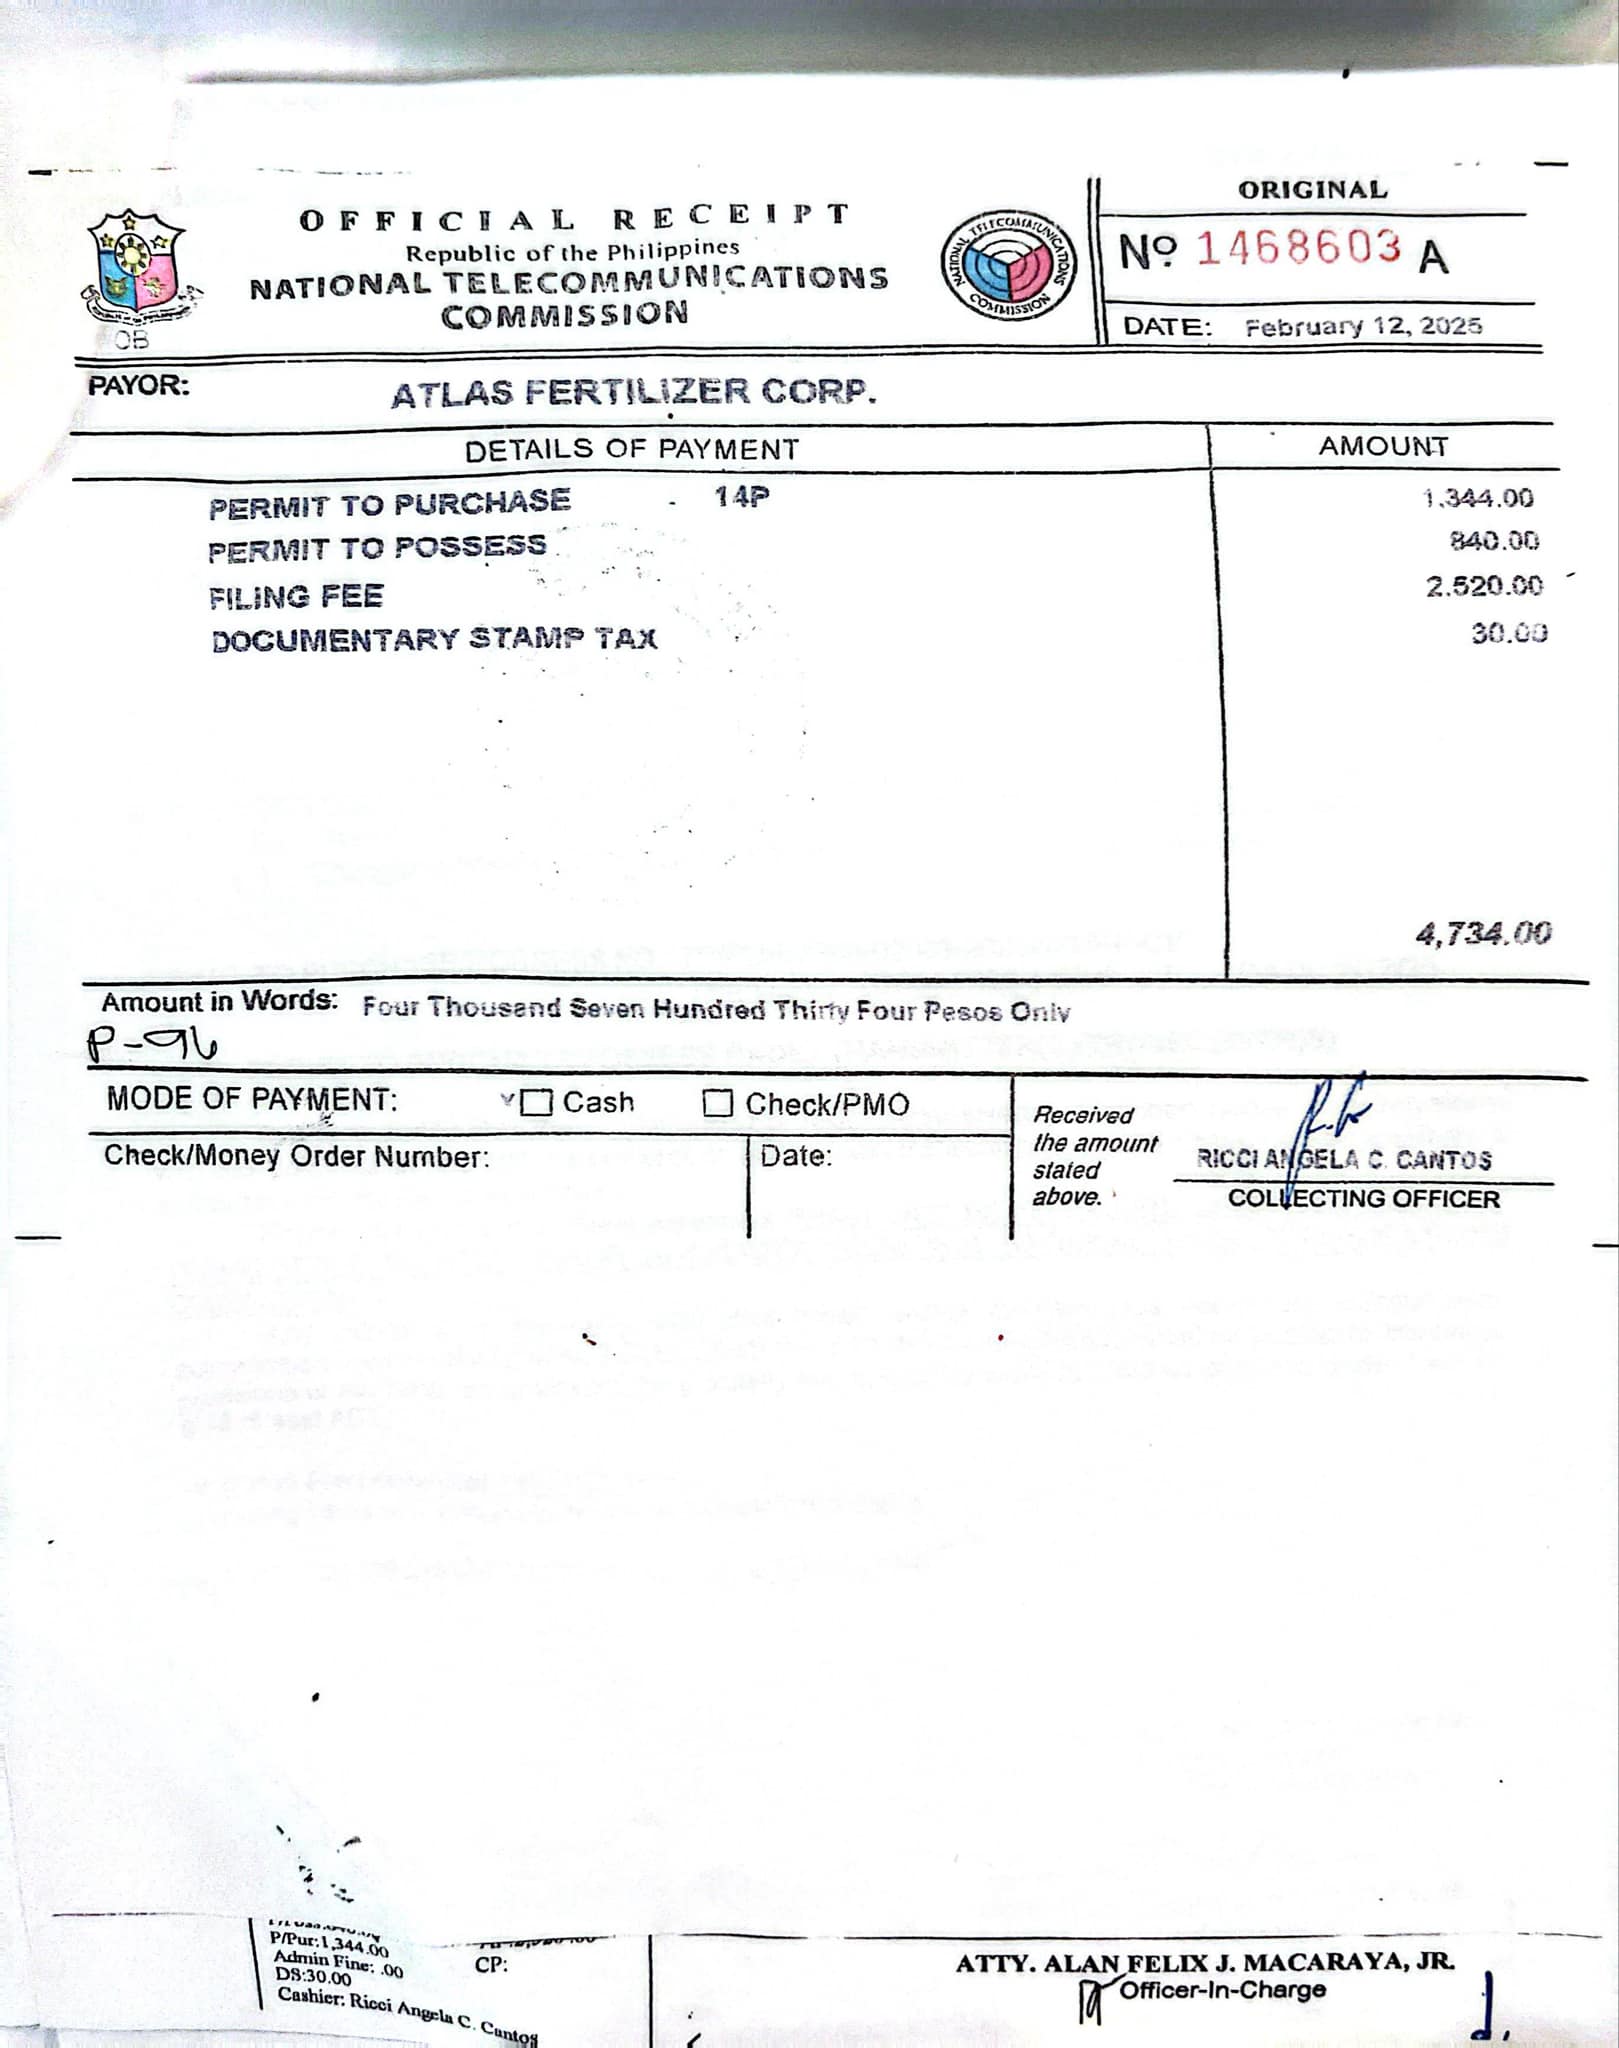 ORIGINAL
OFFICIAL RECEIPT
Republic of the Philippines
NATIONAL TELECOMMUNICATIONS
COMMISSION
NATIONAL TELECOMMUNICATIONS COMMISSION
Nº 1468603 A
DATE: February 12, 2025
OB
PAYOR: ATLAS FERTILIZER CORP.
DETAILS OF PAYMENT AMOUNT
PERMIT TO PURCHASE - 14P 1,344.00
PERMIT TO POSSESS 840.00
FILING FEE 2,520.00
DOCUMENTARY STAMP TAX 30.00
4,734.00
Amount in Words: Four Thousand Seven Hundred Thirty Four Pesos Only
P-96
MODE OF PAYMENT: Cash Check/PMO
Check/Money Order Number: Date:
Received
the amount
stated
above.
RICCI ANGELA C. CANTOS
COLLECTING OFFICER
P/Pur:1,344.00
Admin Fine: .00
DS:30.00
Cashier: Ricci Angela C. Cantos
CP:
ATTY. ALAN FELIX J. MACARAYA, JR.
Officer-In-Charge